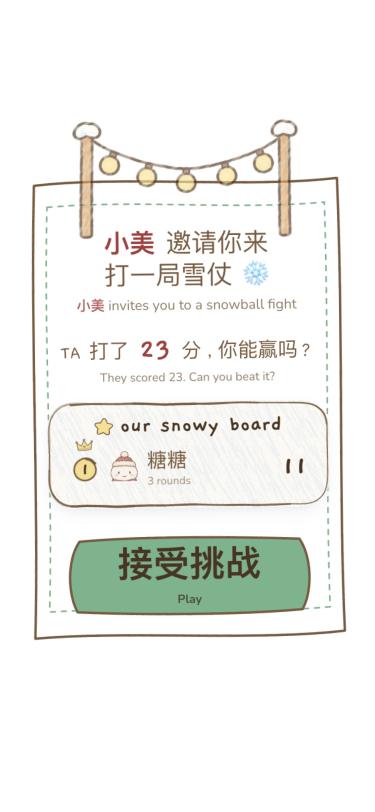 小美 邀请你来
打一局雪仗
小美 invites you to a snowball fight
TA 打了 23 分，你能赢吗？
They scored 23. Can you beat it?
our snowy board
1 糖糖 11
3 rounds
接受挑战
Play